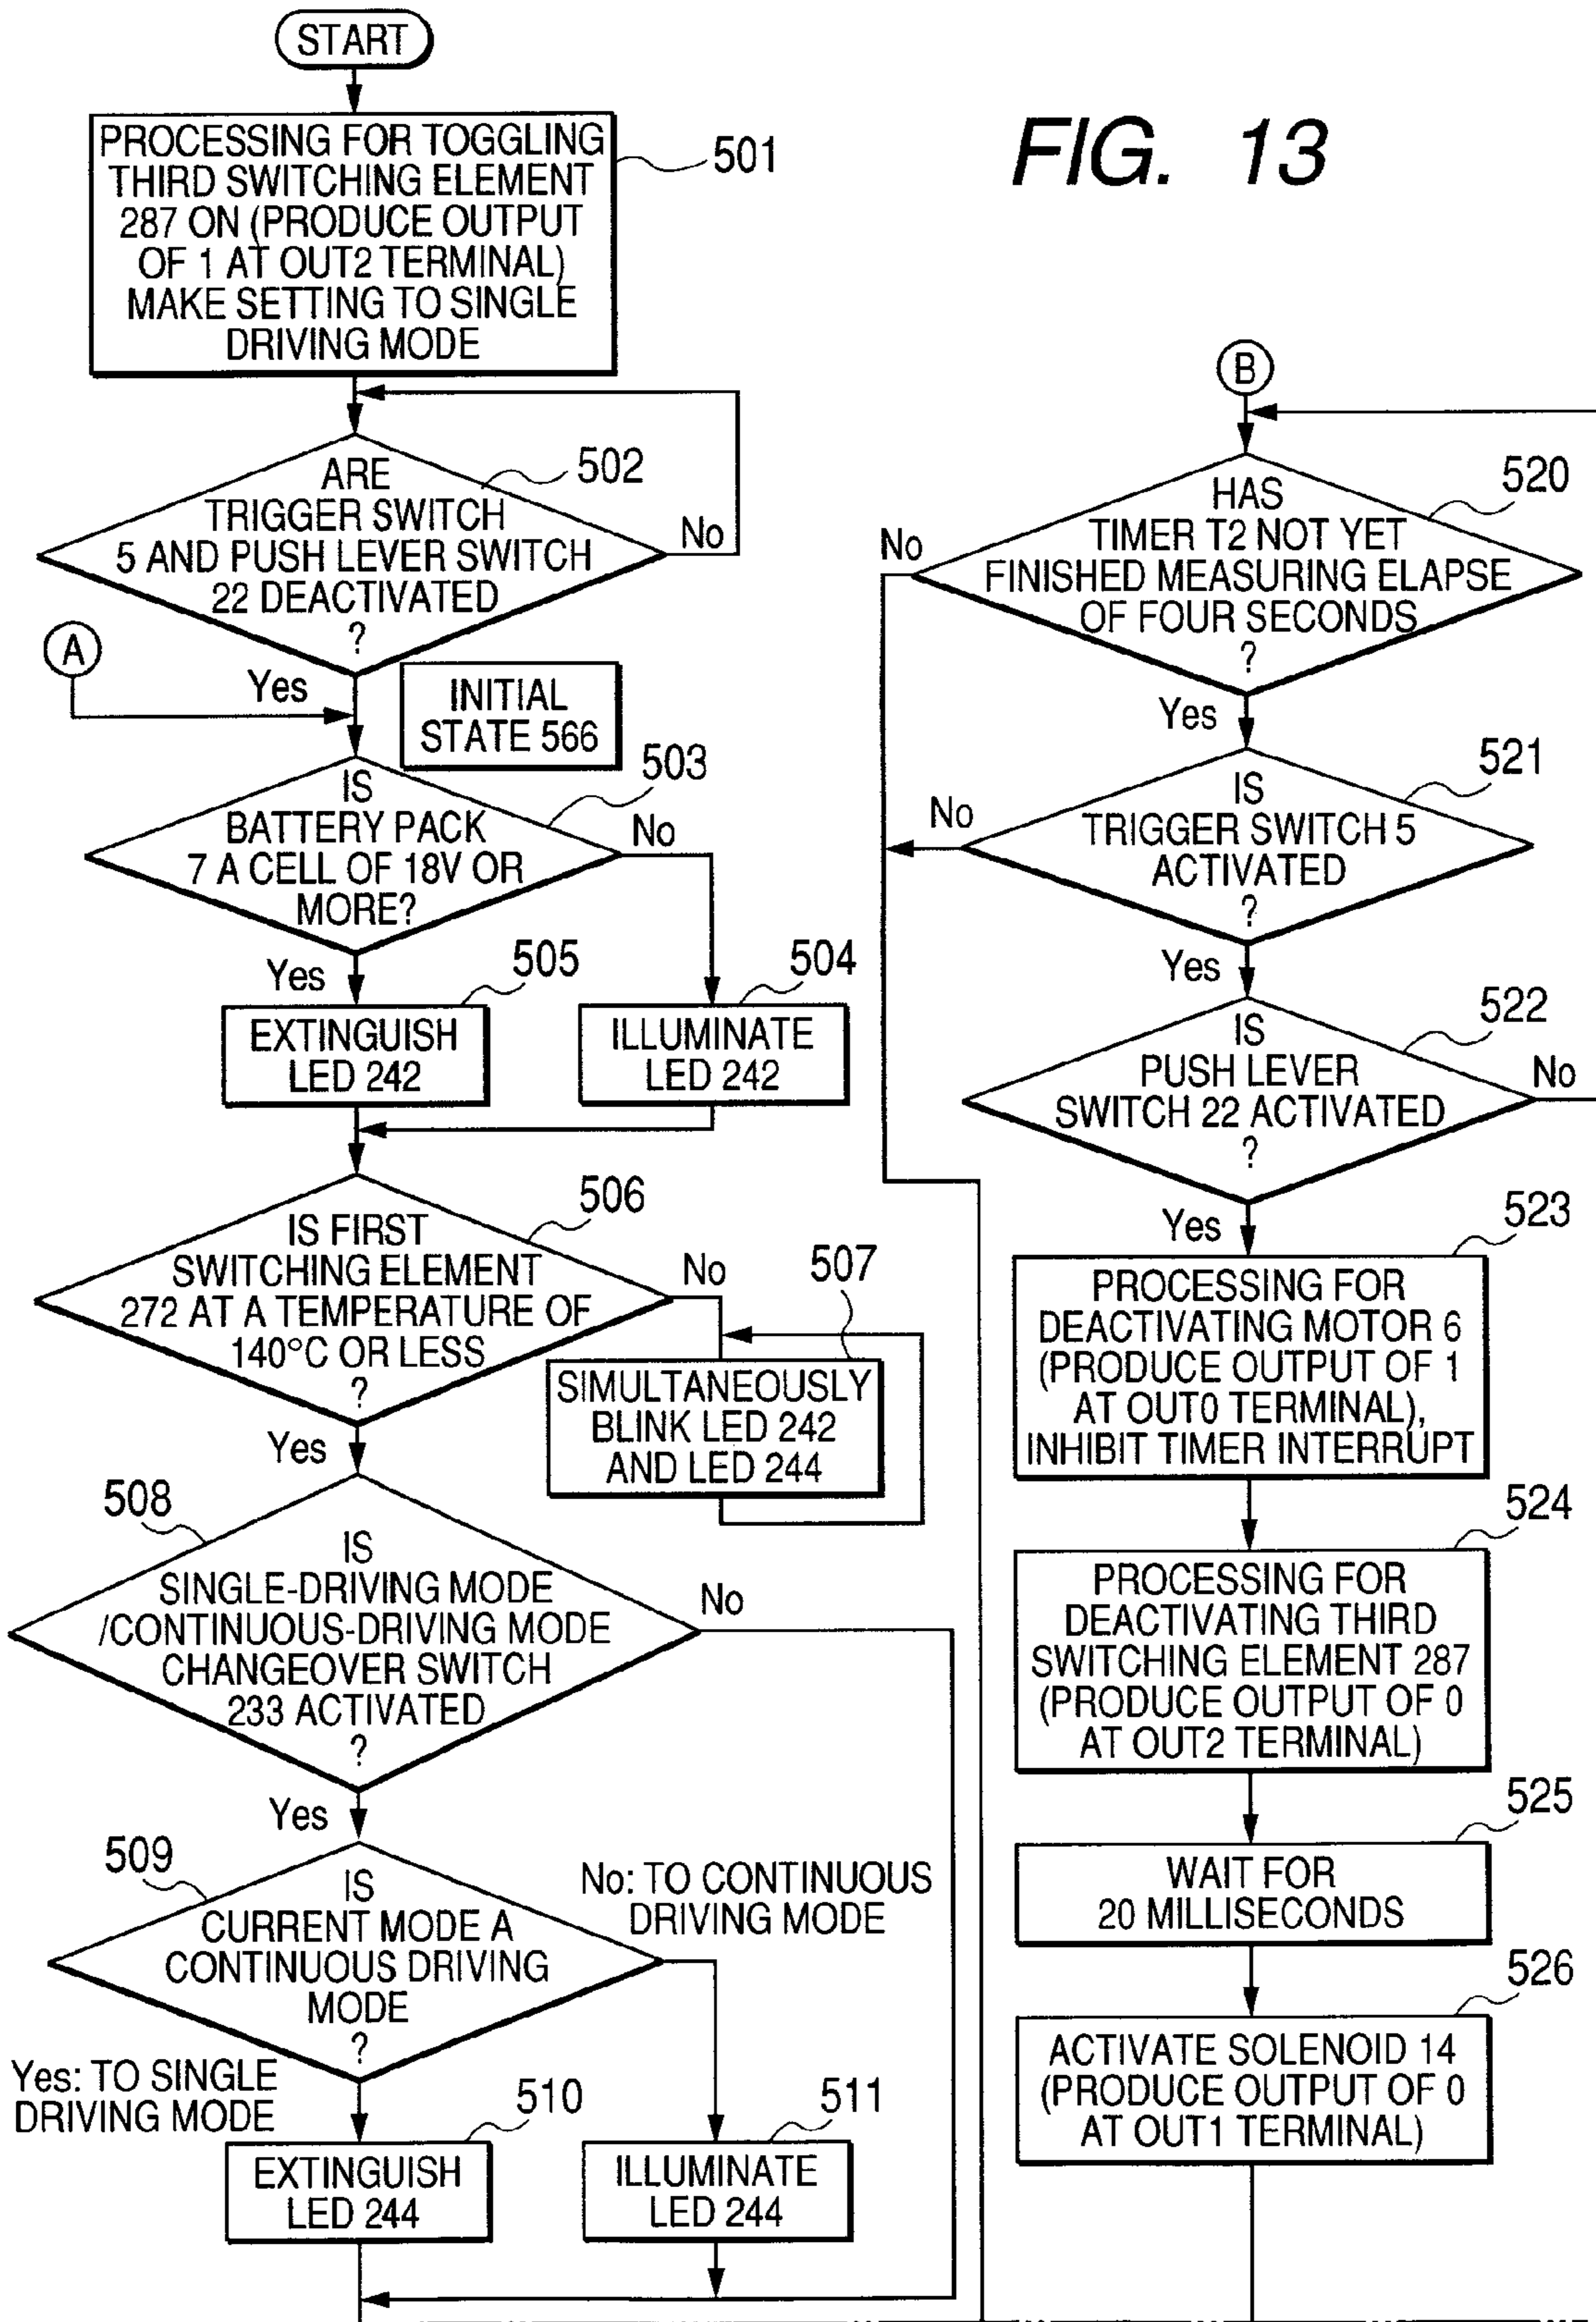 FIG. 13
START
PROCESSING FOR TOGGLING
THIRD SWITCHING ELEMENT
287 ON (PRODUCE OUTPUT
OF 1 AT OUT2 TERMINAL)
MAKE SETTING TO SINGLE
DRIVING MODE
501
ARE
TRIGGER SWITCH
5 AND PUSH LEVER SWITCH
22 DEACTIVATED
?
502
No
A
Yes
INITIAL
STATE 566
IS
BATTERY PACK
7 A CELL OF 18V OR
MORE?
503
No
Yes
505
EXTINGUISH
LED 242
504
ILLUMINATE
LED 242
IS FIRST
SWITCHING ELEMENT
272 AT A TEMPERATURE OF
140°C OR LESS
?
506
No
507
SIMULTANEOUSLY
BLINK LED 242
AND LED 244
Yes
508
IS
SINGLE-DRIVING MODE
/CONTINUOUS-DRIVING MODE
CHANGEOVER SWITCH
233 ACTIVATED
?
No
Yes
509
IS
CURRENT MODE A
CONTINUOUS DRIVING
MODE
?
No: TO CONTINUOUS
DRIVING MODE
Yes: TO SINGLE
DRIVING MODE
510
EXTINGUISH
LED 244
511
ILLUMINATE
LED 244
B
HAS
TIMER T2 NOT YET
FINISHED MEASURING ELAPSE
OF FOUR SECONDS
?
520
No
Yes
IS
TRIGGER SWITCH 5
ACTIVATED
?
521
No
Yes
IS
PUSH LEVER
SWITCH 22 ACTIVATED
?
522
No
Yes
523
PROCESSING FOR
DEACTIVATING MOTOR 6
(PRODUCE OUTPUT OF 1
AT OUT0 TERMINAL),
INHIBIT TIMER INTERRUPT
524
PROCESSING FOR
DEACTIVATING THIRD
SWITCHING ELEMENT 287
(PRODUCE OUTPUT OF 0
AT OUT2 TERMINAL)
525
WAIT FOR
20 MILLISECONDS
526
ACTIVATE SOLENOID 14
(PRODUCE OUTPUT OF 0
AT OUT1 TERMINAL)